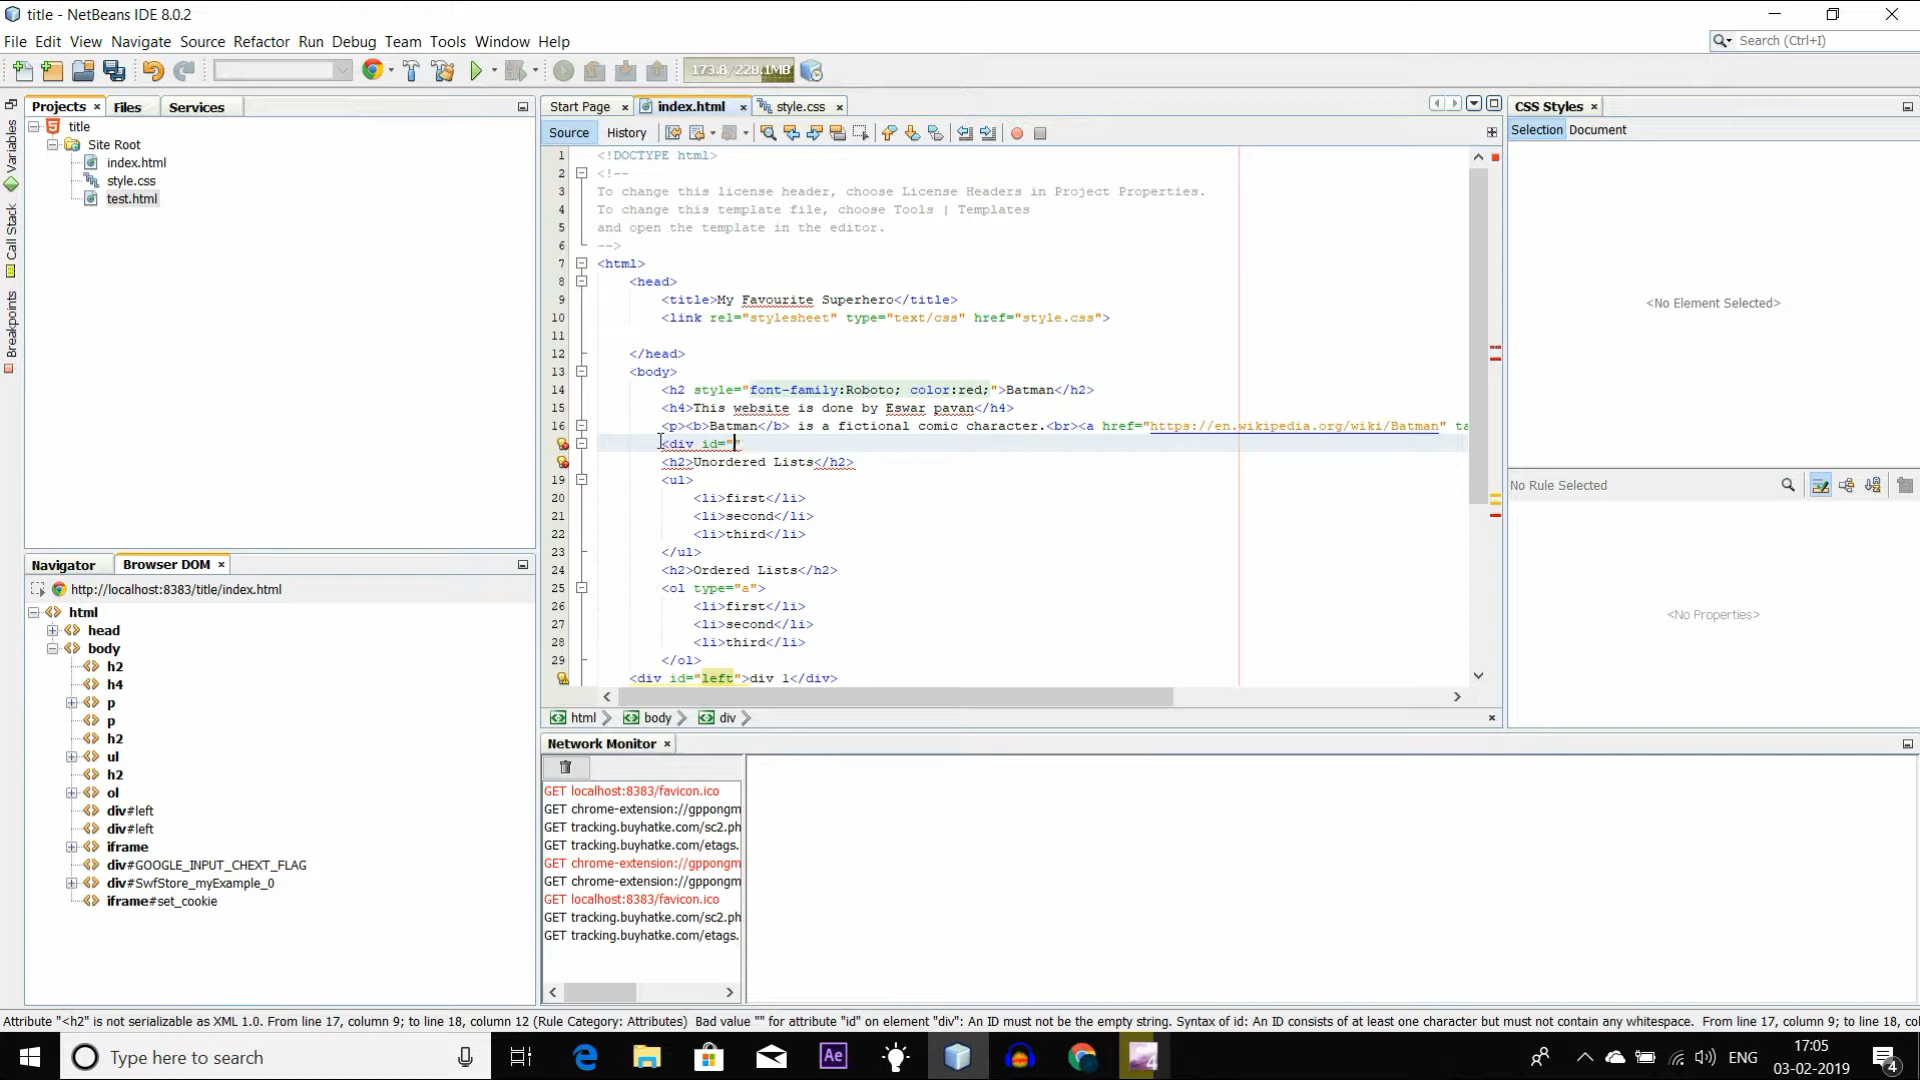 title - NetBeans IDE 8.0.2
File Edit View Navigate Source Refactor Run Debug Team Tools Window Help
Search (Ctrl+I)
173.8/228.1MB
Projects Files Services
title
Site Root
index.html
style.css
test.html
Variables
Call Stack
Breakpoints
Navigator Browser DOM
http://localhost:8383/title/index.html
html
head
body
h2
h4
p
p
h2
ul
h2
ol
div#left
div#left
iframe
div#GOOGLE_INPUT_CHEXT_FLAG
div#SwfStore_myExample_0
iframe#set_cookie
Start Page index.html style.css
Source History
1 <!DOCTYPE html>
2 <!--
3 To change this license header, choose License Headers in Project Properties.
4 To change this template file, choose Tools | Templates
5 and open the template in the editor.
6 -->
7 <html>
8 <head>
9 <title>My Favourite Superhero</title>
10 <link rel="stylesheet" type="text/css" href="style.css">
11
12 </head>
13 <body>
14 <h2 style="font-family:Roboto; color:red;">Batman</h2>
15 <h4>This website is done by Eswar pavan</h4>
16 <p><b>Batman</b> is a fictional comic character.<br><a href="https://en.wikipedia.org/wiki/Batman" ta
<div id=""
<h2>Unordered Lists</h2>
19 <ul>
20 <li>first</li>
21 <li>second</li>
22 <li>third</li>
23 </ul>
24 <h2>Ordered Lists</h2>
25 <ol type="a">
26 <li>first</li>
27 <li>second</li>
28 <li>third</li>
29 </ol>
<div id="left">div 1</div>
html body div
Network Monitor
GET localhost:8383/favicon.ico
GET chrome-extension://gppongm
GET tracking.buyhatke.com/sc2.ph
GET tracking.buyhatke.com/etags.
GET chrome-extension://gppongm
GET chrome-extension://gppongm
GET localhost:8383/favicon.ico
GET tracking.buyhatke.com/sc2.ph
GET tracking.buyhatke.com/etags.
CSS Styles
Selection Document
<No Element Selected>
No Rule Selected
<No Properties>
Attribute "<h2" is not serializable as XML 1.0. From line 17, column 9; to line 18, column 12 (Rule Category: Attributes) Bad value "" for attribute "id" on element "div": An ID must not be the empty string. Syntax of id: An ID consists of at least one character but must not contain any whitespace. From line 17, column 9; to line 18, co
Type here to search
Ae
4
ENG
17:05
03-02-2019
4